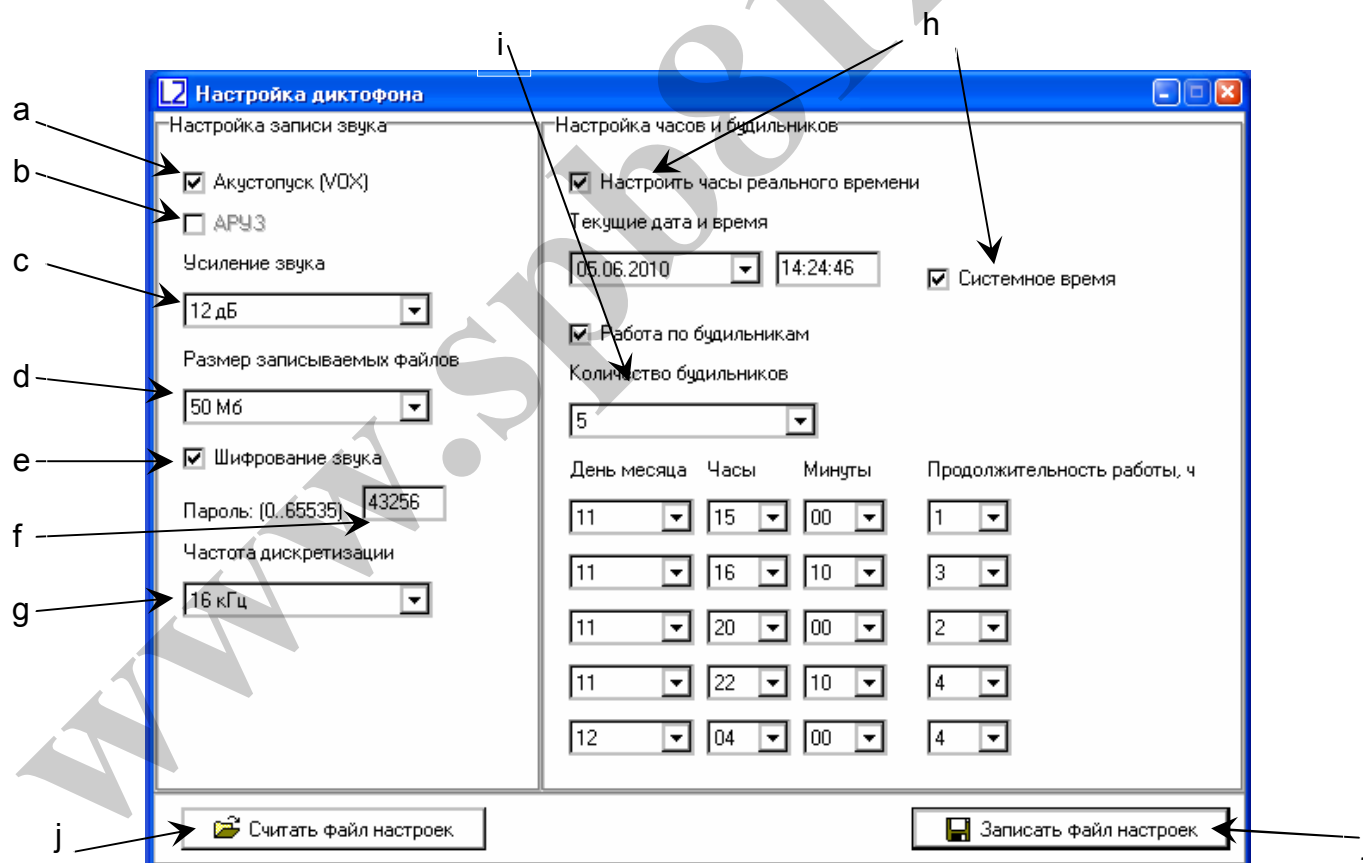 h
i
Настройка диктофона
a
Настройка записи звука
Настройка часов и будильников
b
Акустопуск (VOX)
Настроить часы реального времени
АРУЗ
Текущие дата и время
c
Усиление звука
05.06.2010
14:24:46
Системное время
12 дБ
Работа по будильникам
Размер записываемых файлов
Количество будильников
d
50 Мб
5
e
Шифрование звука
День месяца Часы Минуты Продолжительность работы, ч
Пароль: (0..65535) 43256
11 15 00 1
f
Частота дискретизации
11 16 10 3
g
16 кГц
11 20 00 2
11 22 10 4
12 04 00 4
j
Считать файл настроек
Записать файл настроек